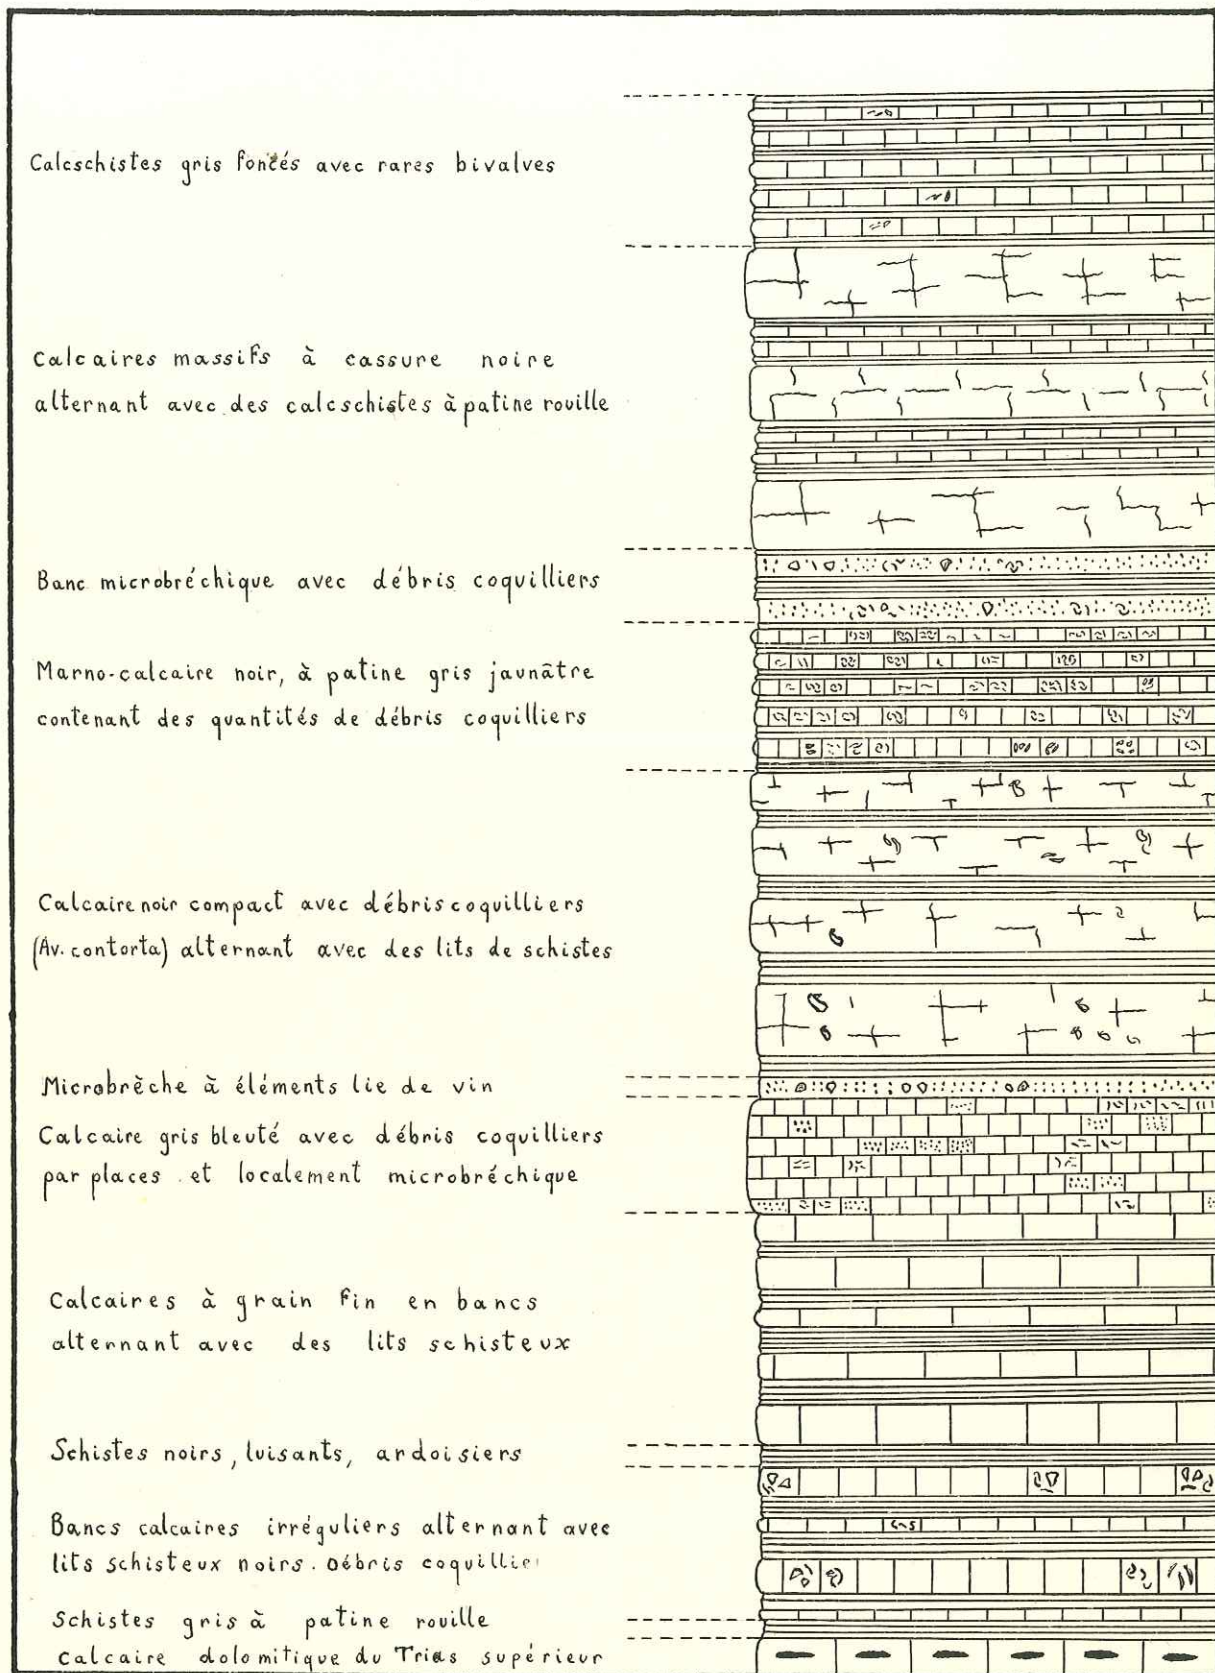 Calcschistes gris foncés avec rares bivalves
Calcaires massifs à cassure noire
alternant avec des calcschistes à patine rouille
Banc microbréchique avec débris coquilliers
Marno-calcaire noir, à patine gris jaunâtre
contenant des quantités de débris coquilliers
Calcaire noir compact avec débris coquilliers
(Av. contorta) alternant avec des lits de schistes
Microbrèche à éléments lie de vin
Calcaire gris bleuté avec débris coquilliers
par places et localement microbréchique
Calcaires à grain fin en bancs
alternant avec des lits schisteux
Schistes noirs, luisants, ardoisiers
Bancs calcaires irréguliers alternant avec
lits schisteux noirs. Débris coquillie
Schistes gris à patine rouille
Calcaire dolomitique du Trias supérieur